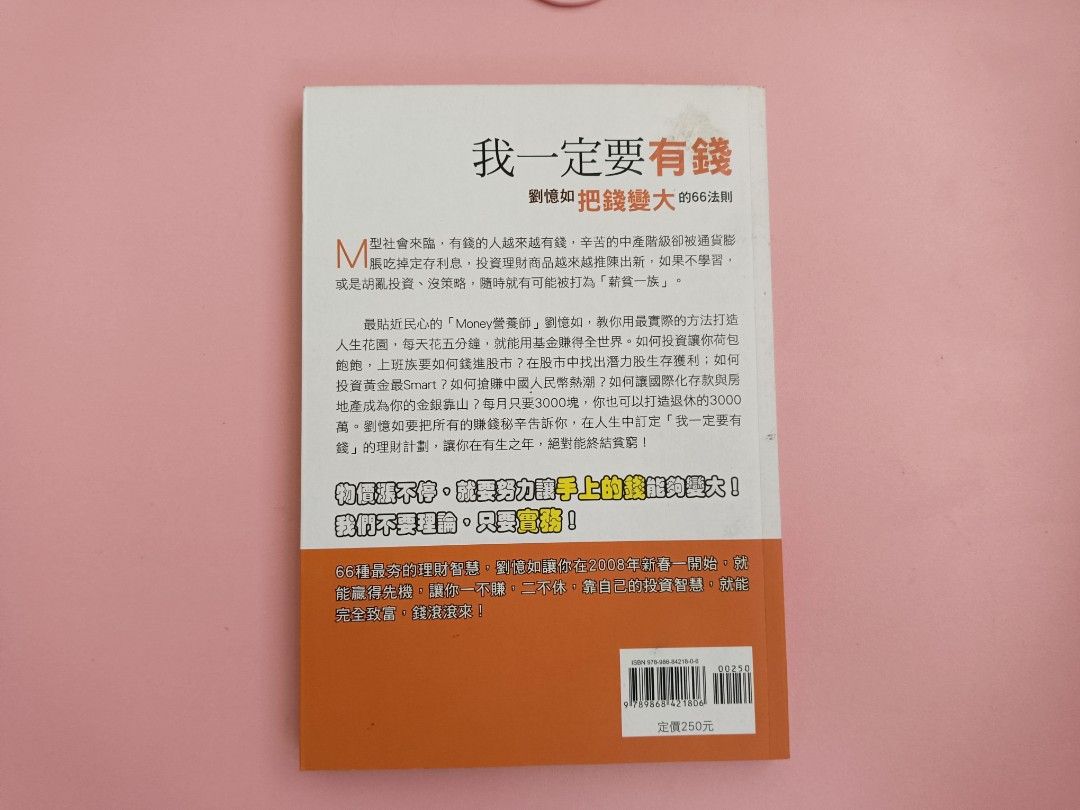 我一定要有錢
劉憶如把錢變大的66法則
M型社會來臨，有錢的人越來越有錢，辛苦的中產階級卻被通貨膨
脹吃掉定存利息，投資理財商品越來越推陳出新，如果不學習，
或是胡亂投資、沒策略，隨時就有可能被打為「薪貧一族」。
最貼近民心的「Money營養師」劉憶如，教你用最實際的方法打造
人生花園，每天花五分鐘，就能用基金賺得全世界。如何投資讓你荷包
飽飽，上班族要如何錢進股市？在股市中找出潛力股生存獲利；如何
投資黃金最Smart？如何搶賺中國人民幣熱潮？如何讓國際化存款與房
地產成為你的金銀靠山？每月只要3000塊，你也可以打造退休的3000
萬。劉憶如要把所有的賺錢秘辛告訴你，在人生中訂定「我一定要有
錢」的理財計劃，讓你在有生之年，絕對能終結貧窮！
物價漲不停，就要努力讓手上的錢能夠變大！
我們不要理論，只要實務！
66種最夯的理財智慧，劉憶如讓你在2008年新春一開始，就
能贏得先機，讓你一不賺，二不休，靠自己的投資智慧，就能
完全致富，錢滾滾來！
ISBN 978-986-84218-0-6
00250
9789868421806
定價250元